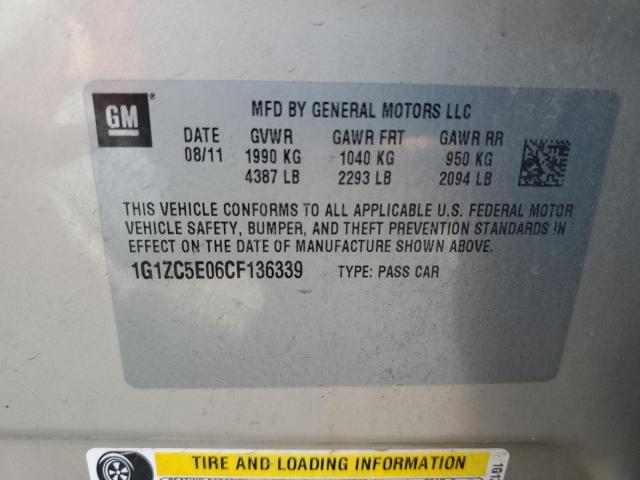 GM
MFD BY GENERAL MOTORS LLC
DATE GVWR GAWR FRT GAWR RR
08/11 1990 KG 1040 KG 950 KG
4387 LB 2293 LB 2094 LB
THIS VEHICLE CONFORMS TO ALL APPLICABLE U.S. FEDERAL MOTOR
VEHICLE SAFETY, BUMPER, AND THEFT PREVENTION STANDARDS IN
EFFECT ON THE DATE OF MANUFACTURE SHOWN ABOVE.
1G1ZC5E06CF136339 TYPE: PASS CAR
TIRE AND LOADING INFORMATION